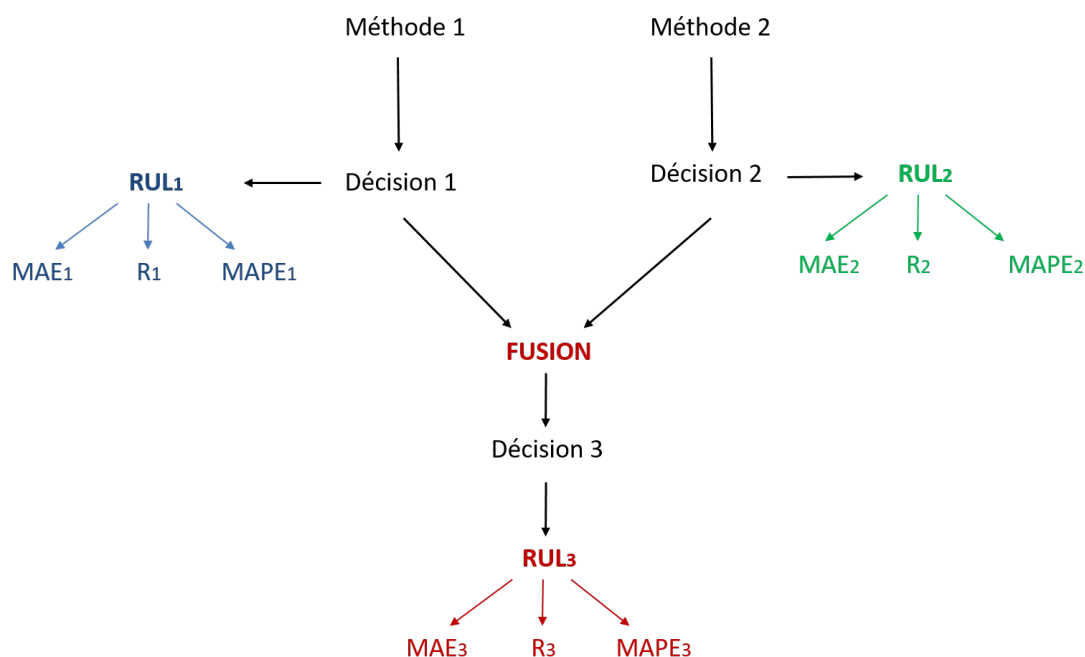 Méthode 1 Méthode 2
RUL1 Décision 1 Décision 2 RUL2
MAE1 R1 MAPE1 MAE2 R2 MAPE2
FUSION
Décision 3
RUL3
MAE3 R3 MAPE3